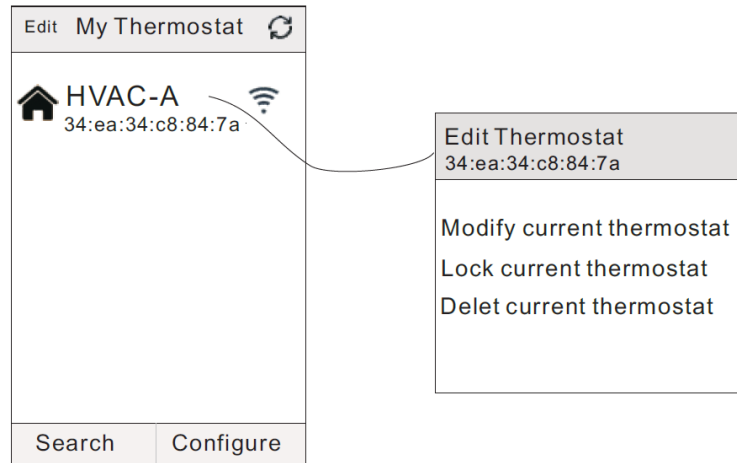 Edit My Thermostat
HVAC-A
34:ea:34:c8:84:7a
Search Configure
Edit Thermostat
34:ea:34:c8:84:7a
Modify current thermostat
Lock current thermostat
Delet current thermostat